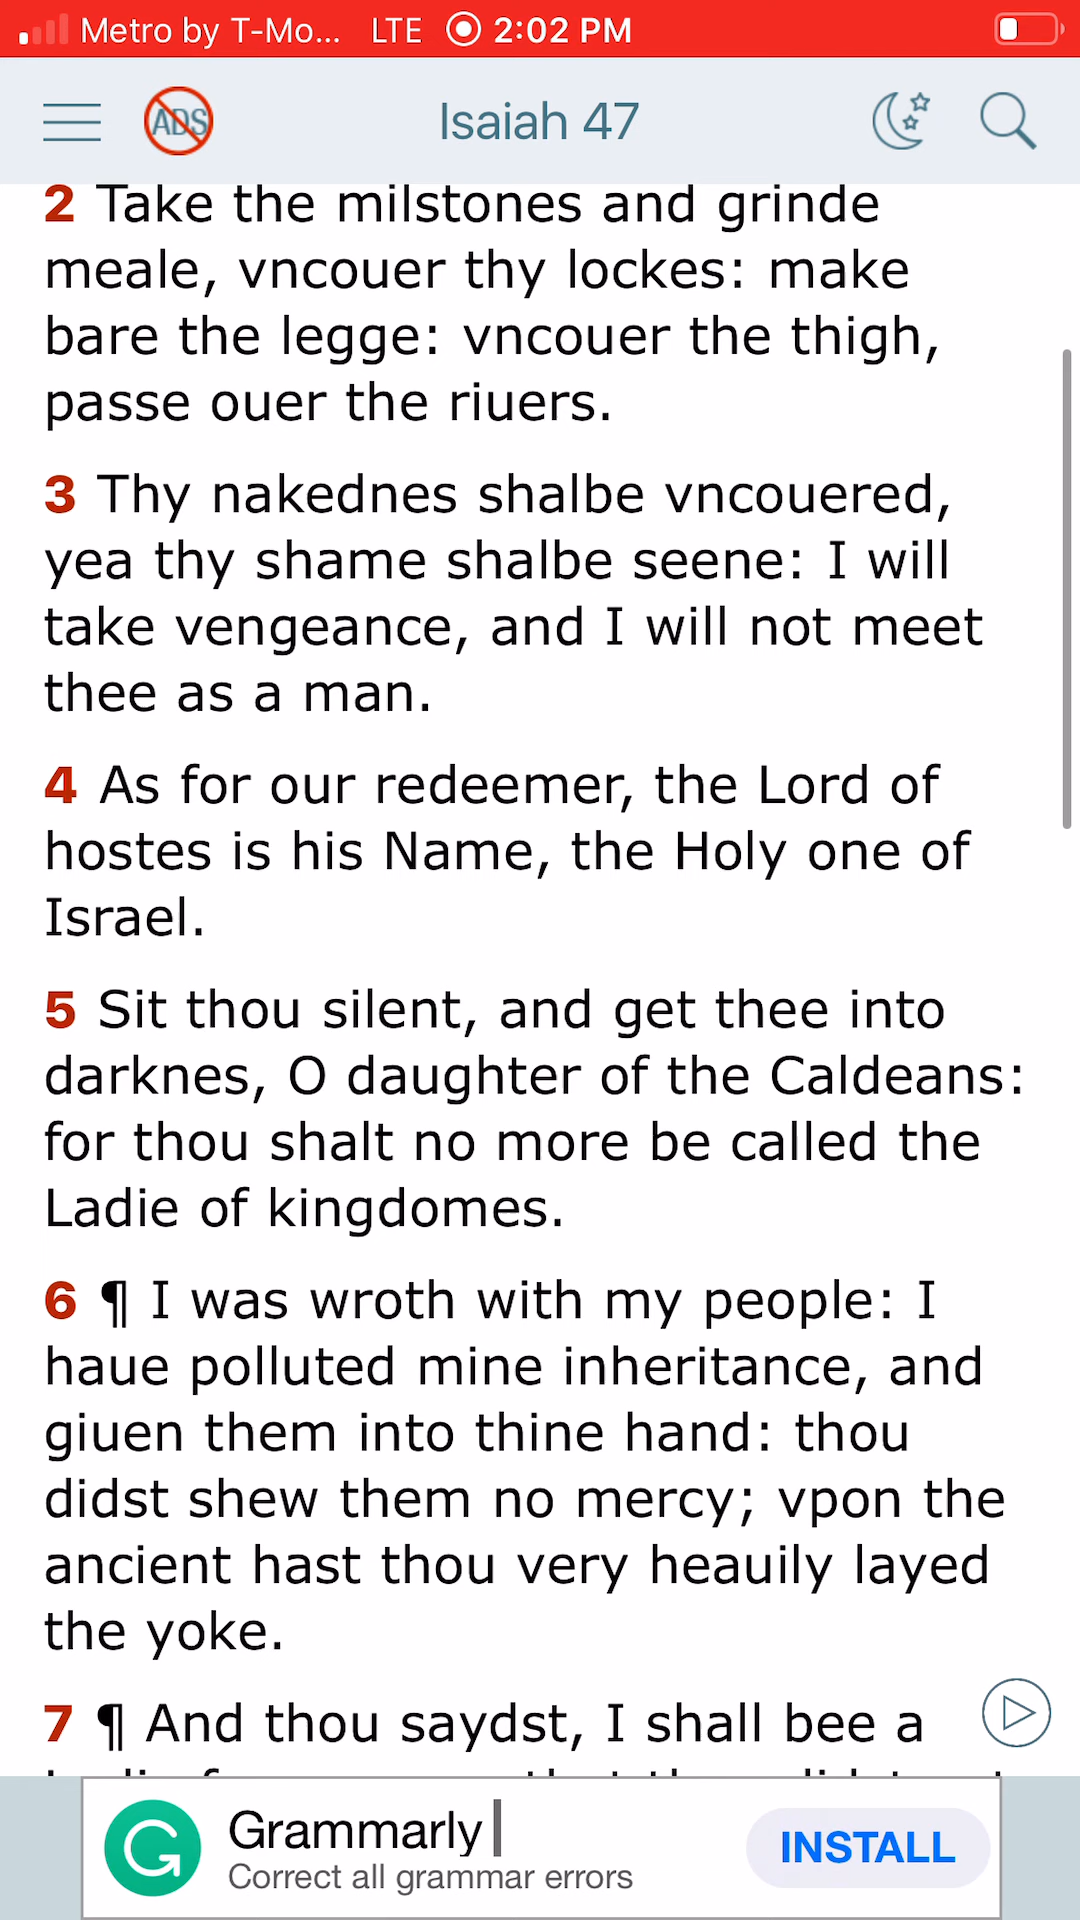 Metro by T-Mo... LTE 2:02 PM
ADS Isaiah 47
2 Take the milstones and grinde
meale, vncouer thy lockes: make
bare the legge: vncouer the thigh,
passe ouer the riuers.
3 Thy nakednes shalbe vncouered,
yea thy shame shalbe seene: I will
take vengeance, and I will not meet
thee as a man.
4 As for our redeemer, the Lord of
hostes is his Name, the Holy one of
Israel.
5 Sit thou silent, and get thee into
darknes, O daughter of the Caldeans:
for thou shalt no more be called the
Ladie of kingdomes.
6 ¶ I was wroth with my people: I
haue polluted mine inheritance, and
giuen them into thine hand: thou
didst shew them no mercy; vpon the
ancient hast thou very heauily layed
the yoke.
7 ¶ And thou saydst, I shall bee a
Grammarly
Correct all grammar errors
INSTALL